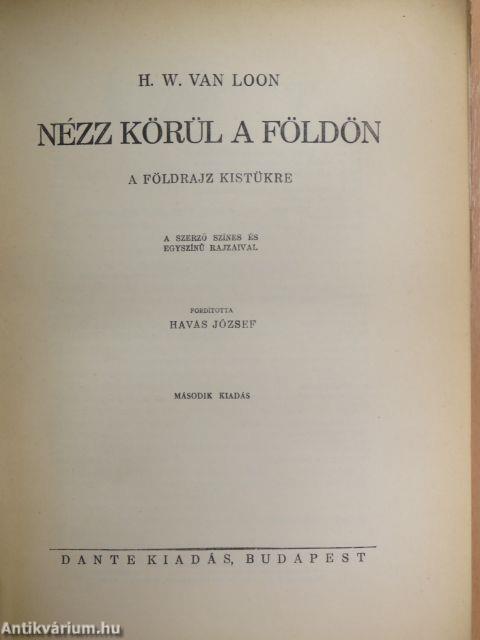 H. W. VAN LOON
NÉZZ KÖRÜL A FÖLDÖN
A FÖLDRAJZ KISTÜKRE
A SZERZŐ SZÍNES ÉS
EGYSZÍNŰ RAJZAIVAL
FORDÍTOTTA
HAVAS JÓZSEF
MÁSODIK KIADÁS
DANTE KIADÁS, BUDAPEST
Antikvárium.hu